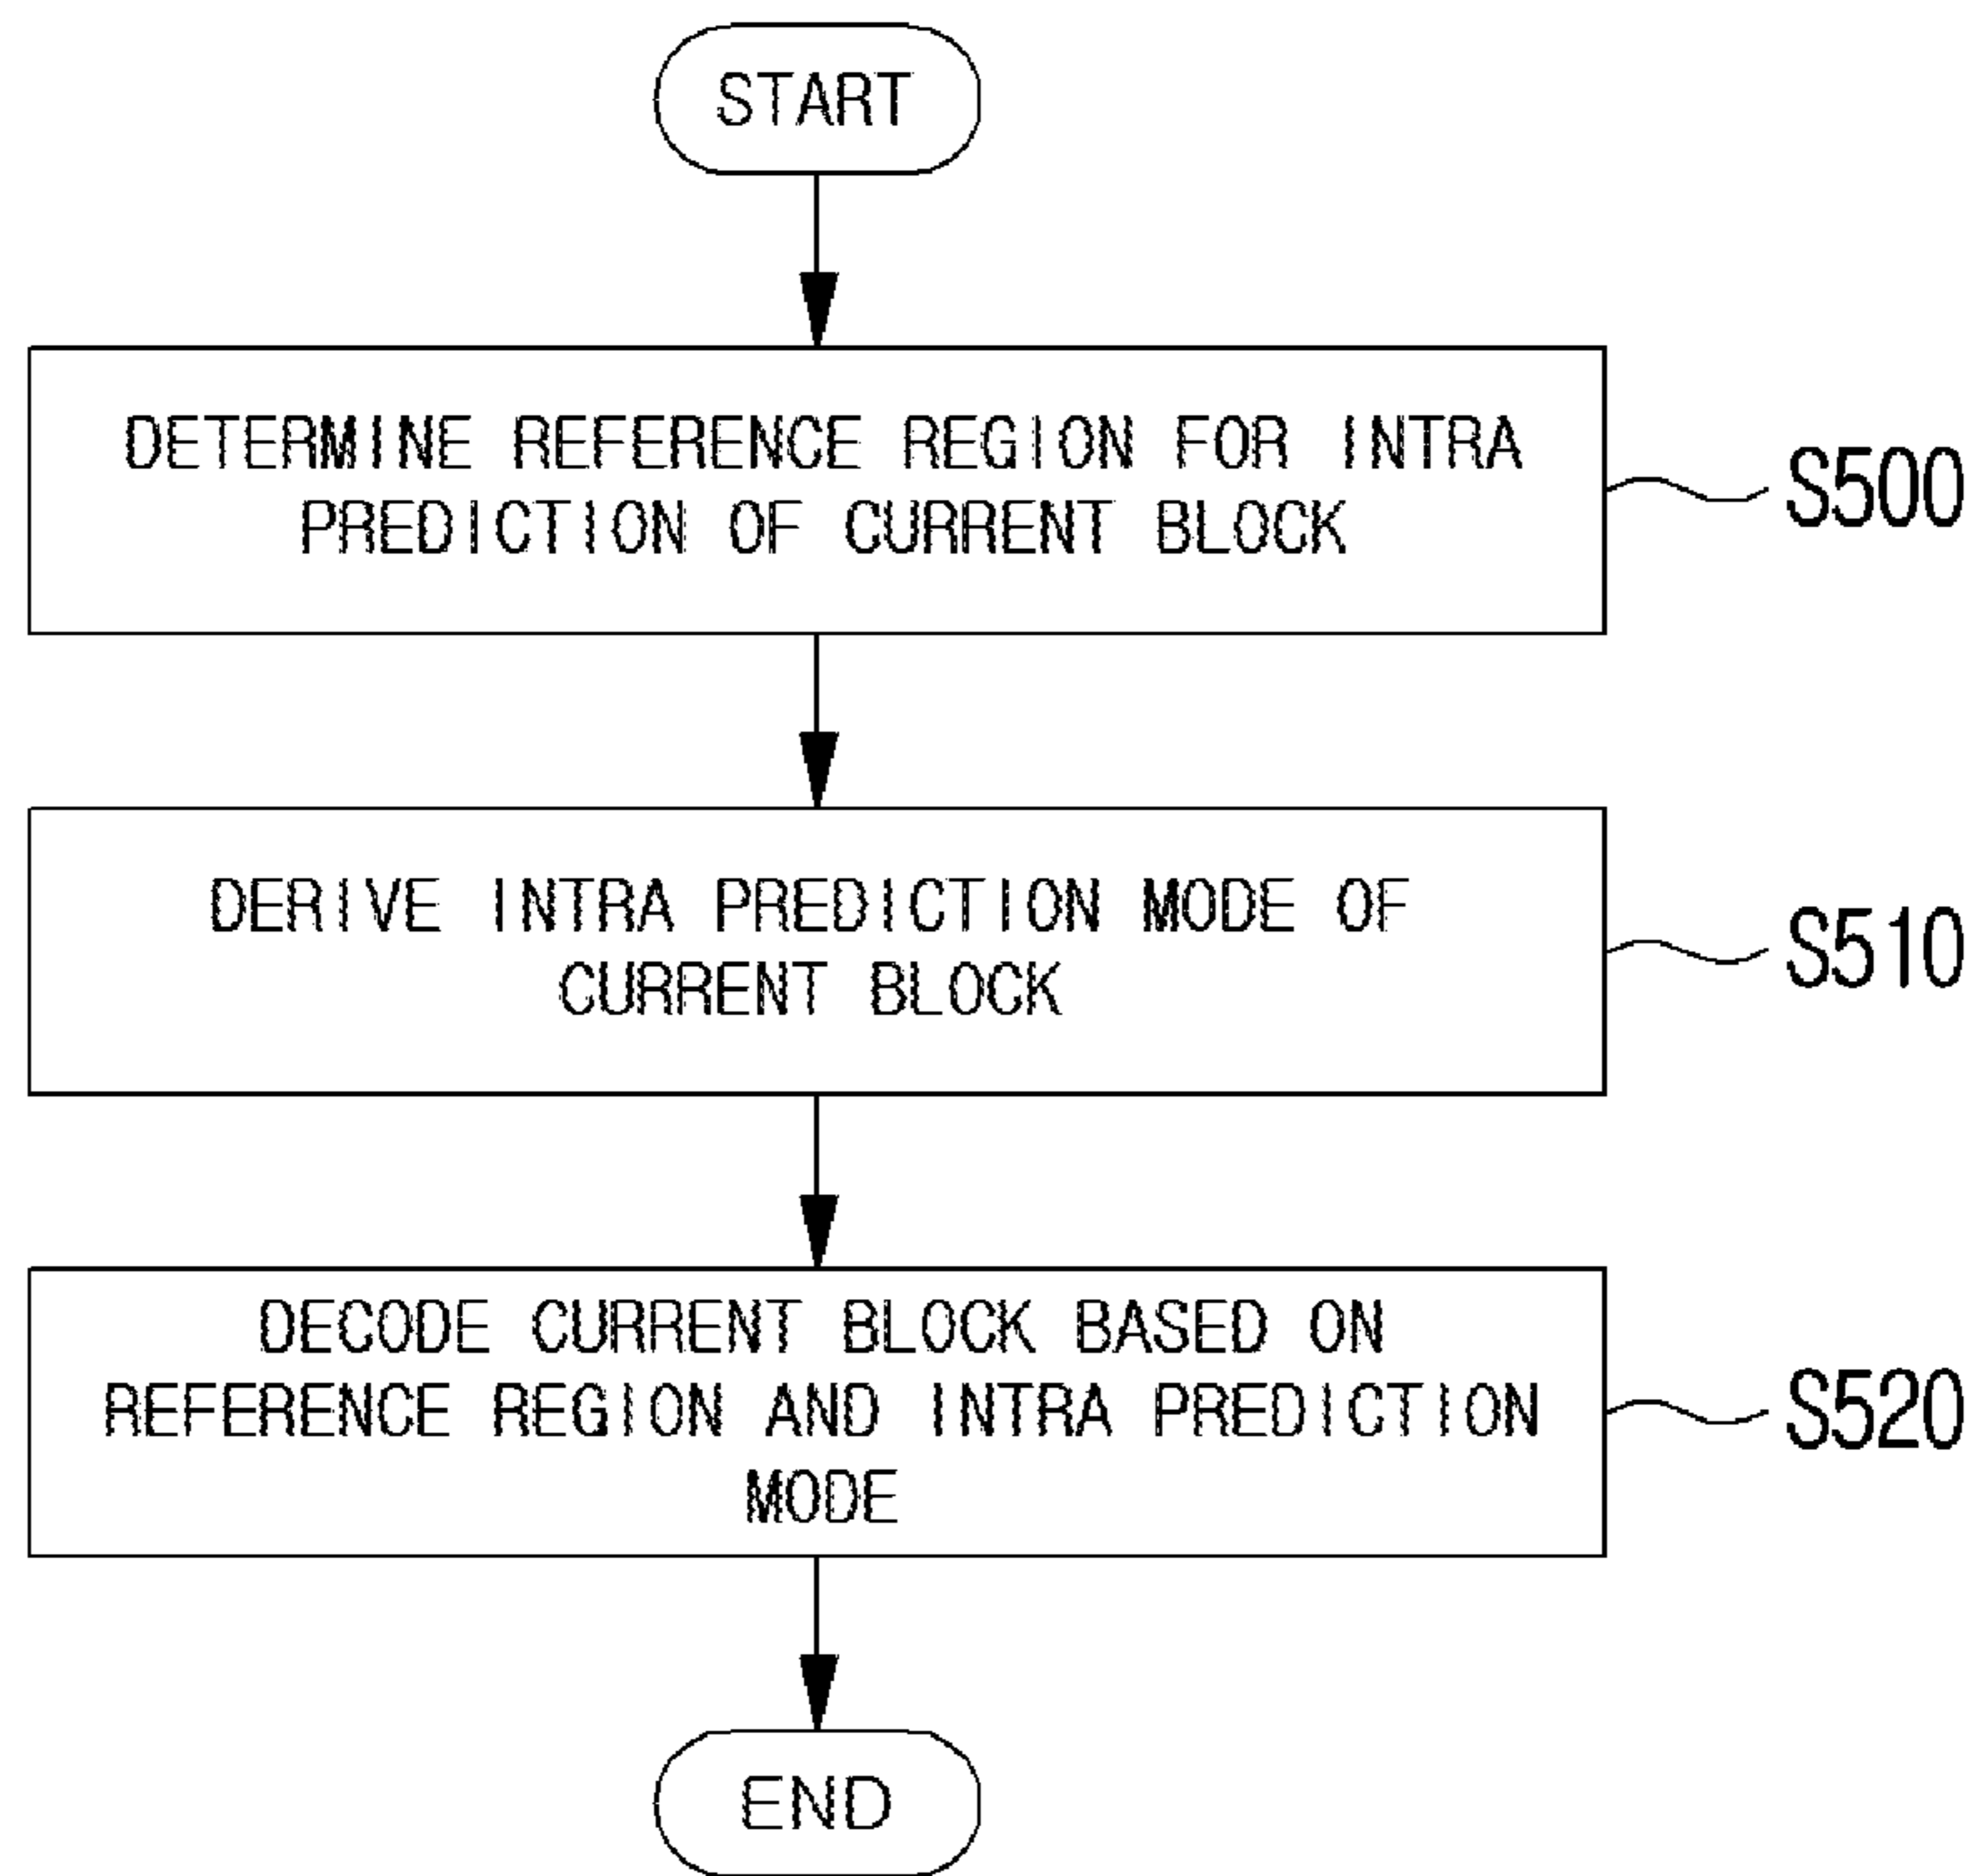 START
DETERMINE REFERENCE REGION FOR INTRA
PREDICTION OF CURRENT BLOCK
S500
DERIVE INTRA PREDICTION MODE OF
CURRENT BLOCK
S510
DECODE CURRENT BLOCK BASED ON
REFERENCE REGION AND INTRA PREDICTION
MODE
S520
END